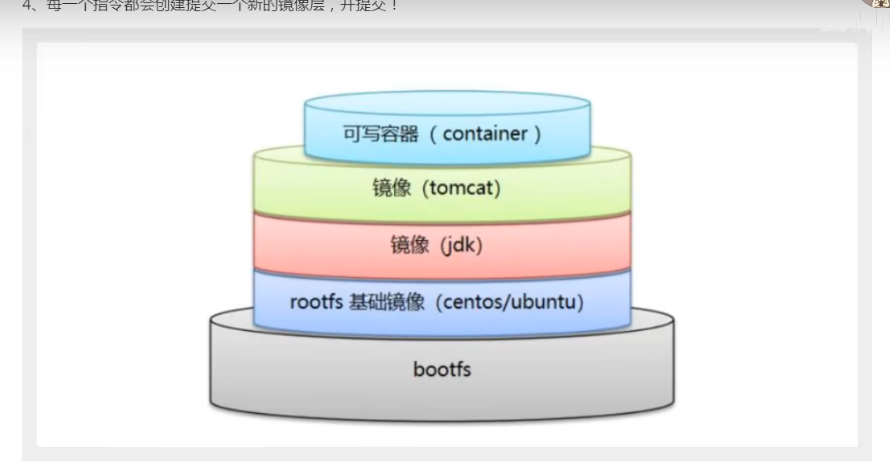 4、每一个指令都会创建提交一个新的镜像层，并提交！
可写容器（container）
镜像（tomcat）
镜像（jdk）
rootfs 基础镜像（centos/ubuntu）
bootfs